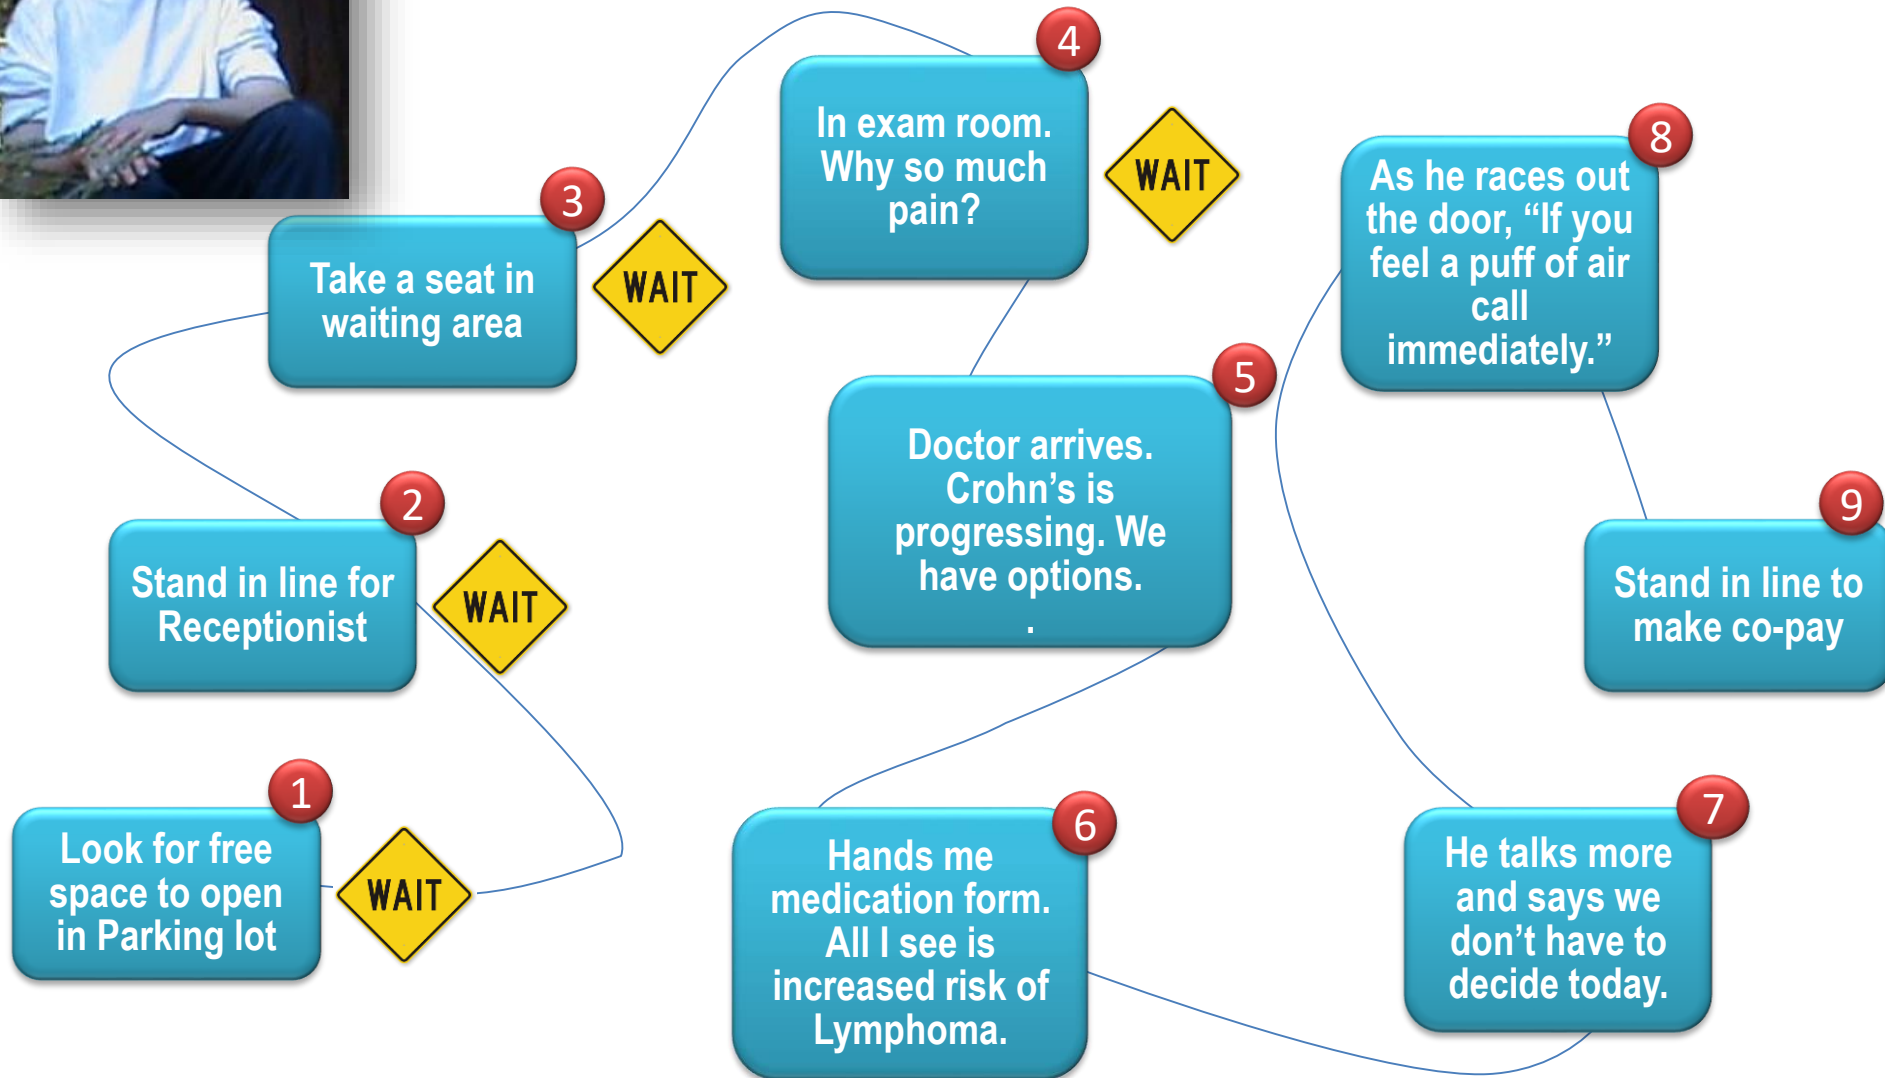 1
Look for free
space to open
in Parking lot
WAIT
2
Stand in line for
Receptionist
WAIT
3
Take a seat in
waiting area
WAIT
4
In exam room.
Why so much
pain?
WAIT
5
Doctor arrives.
Crohn’s is
progressing. We
have options.
.
6
Hands me
medication form.
All I see is
increased risk of
Lymphoma.
7
He talks more
and says we
don’t have to
decide today.
8
As he races out
the door, “If you
feel a puff of air
call
immediately.”
9
Stand in line to
make co-pay